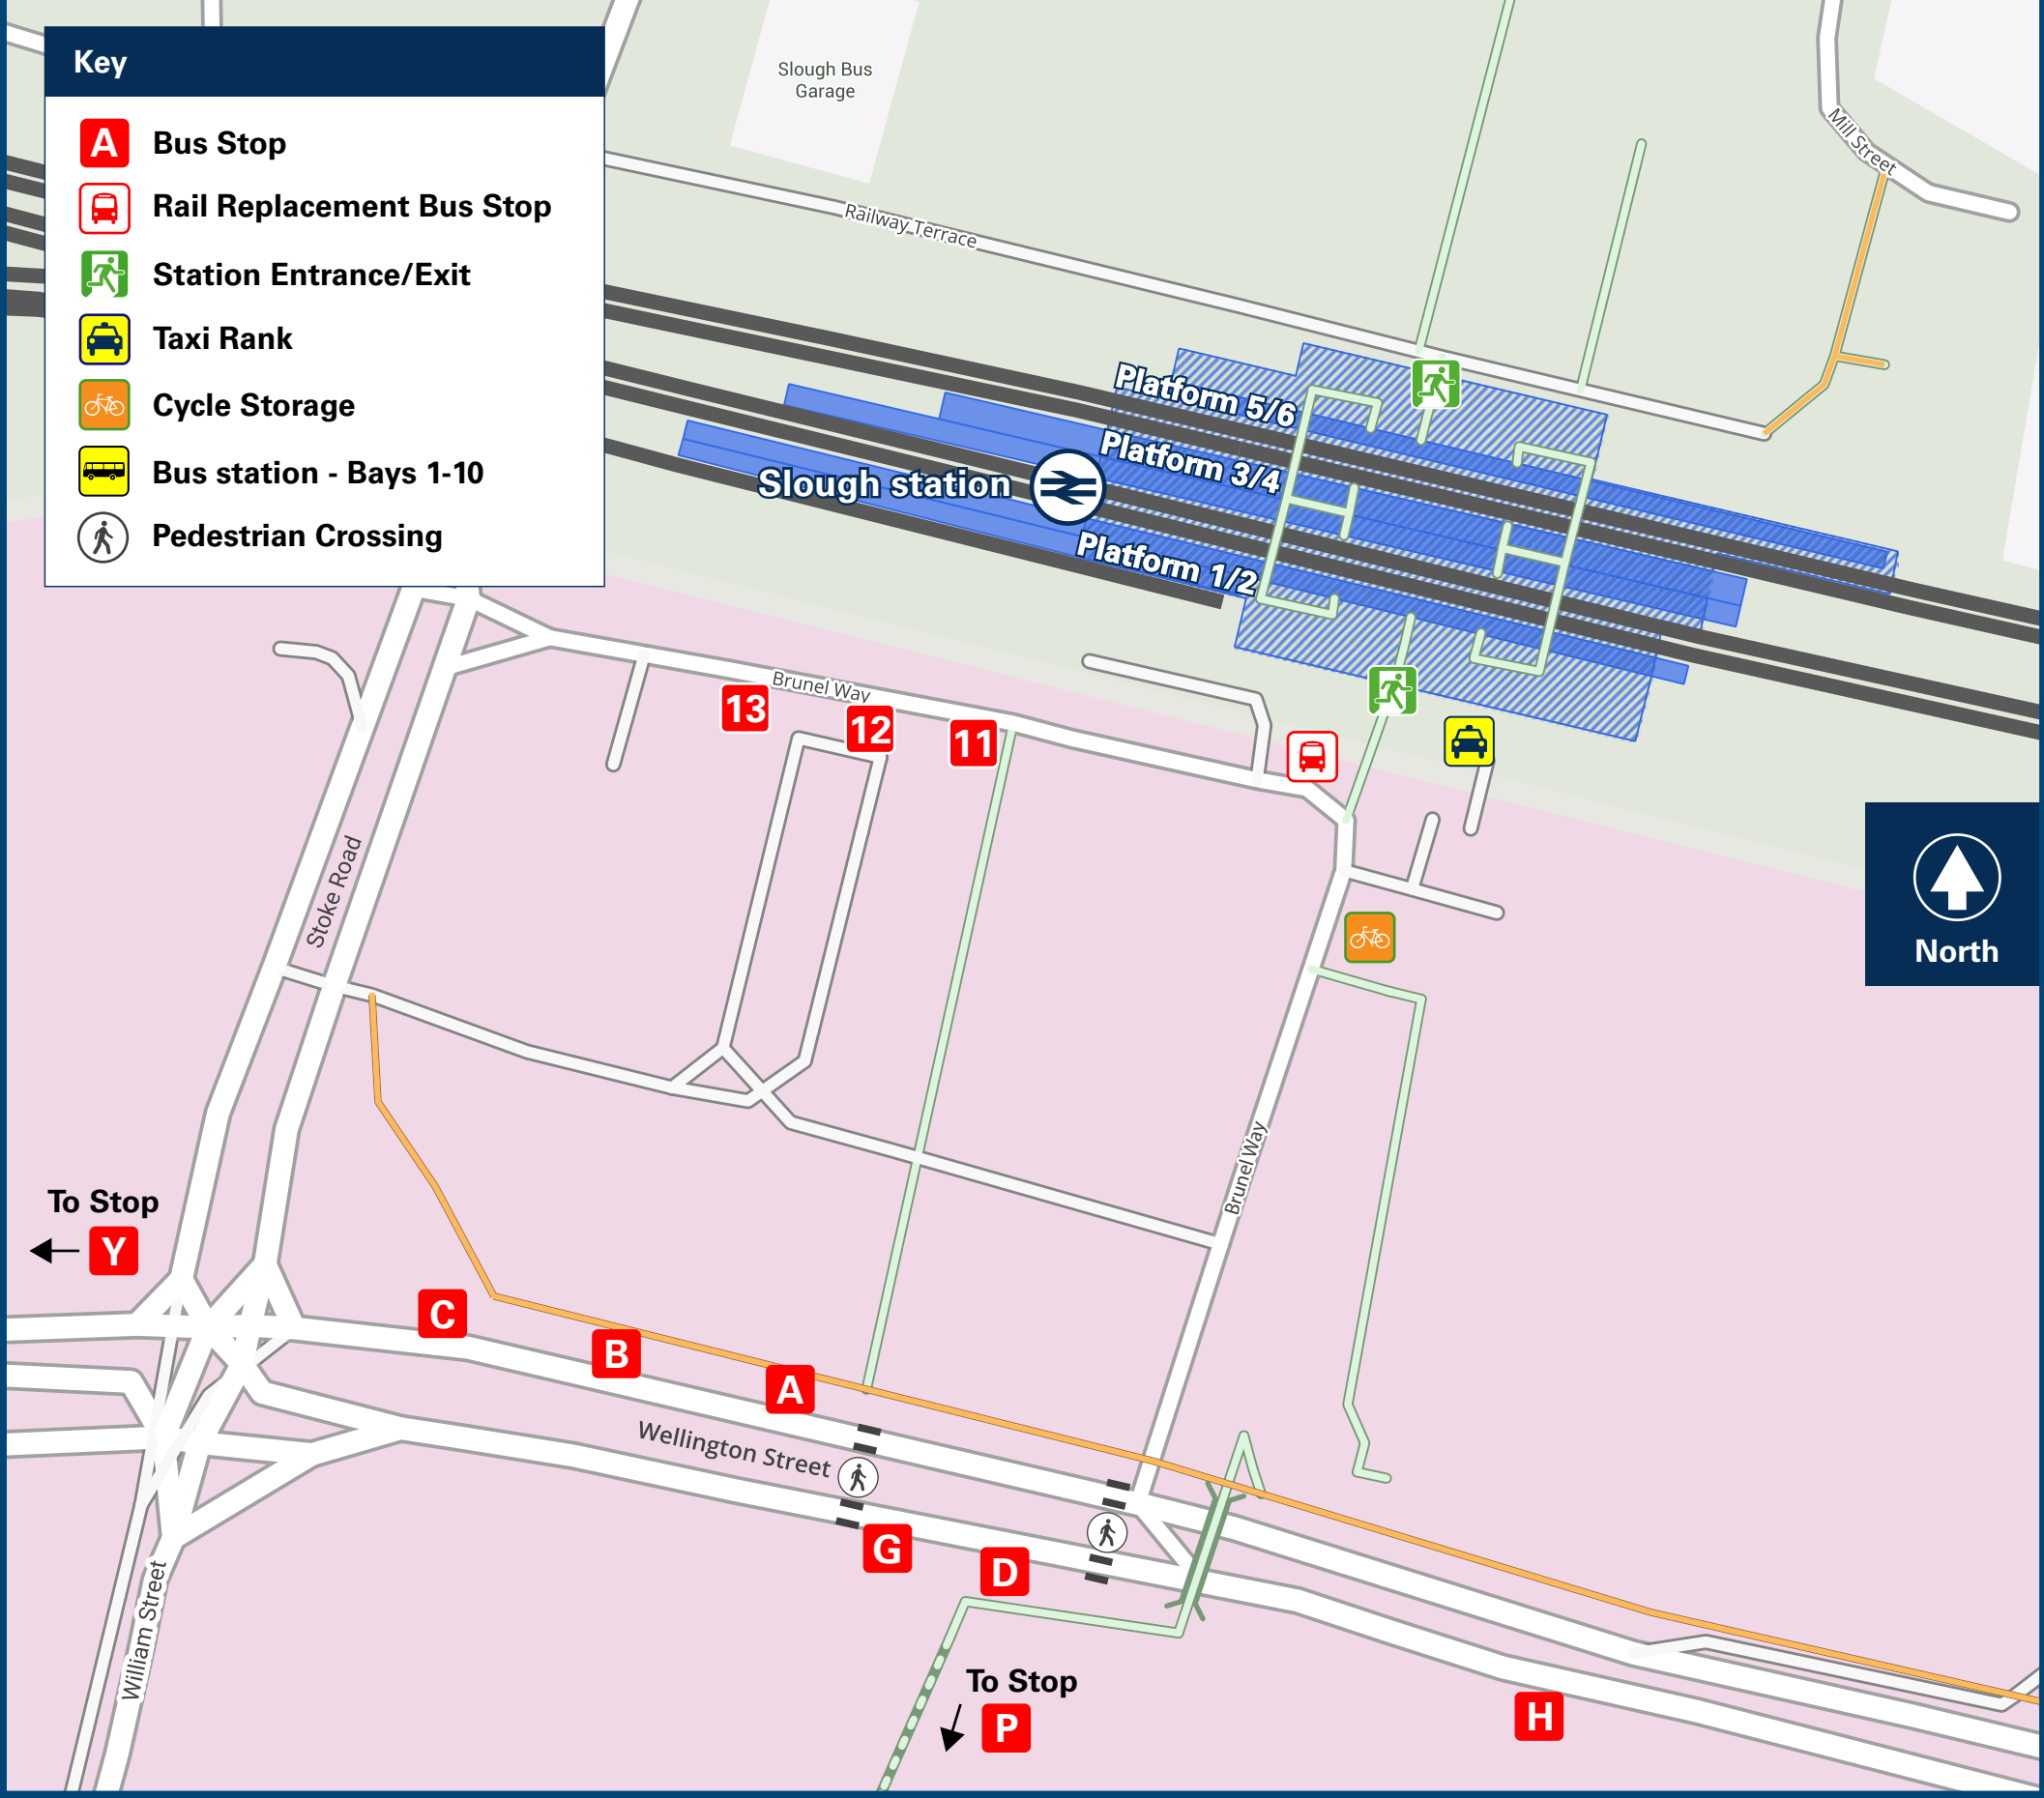 Key
A
Bus Stop
Rail Replacement Bus Stop
Station Entrance/Exit
Taxi Rank
Cycle Storage
Bus station - Bays 1-10
Pedestrian Crossing
Slough Bus
Garage
Mill Street
Railway Terrace
Platform 5/6
Platform 3/4
Slough station
Platform 1/2
Brunel Way
13
12
11
Stoke Road
North
Brunel Way
To Stop
Y
C
B
A
Wellington Street
G
D
William Street
To Stop
P
H